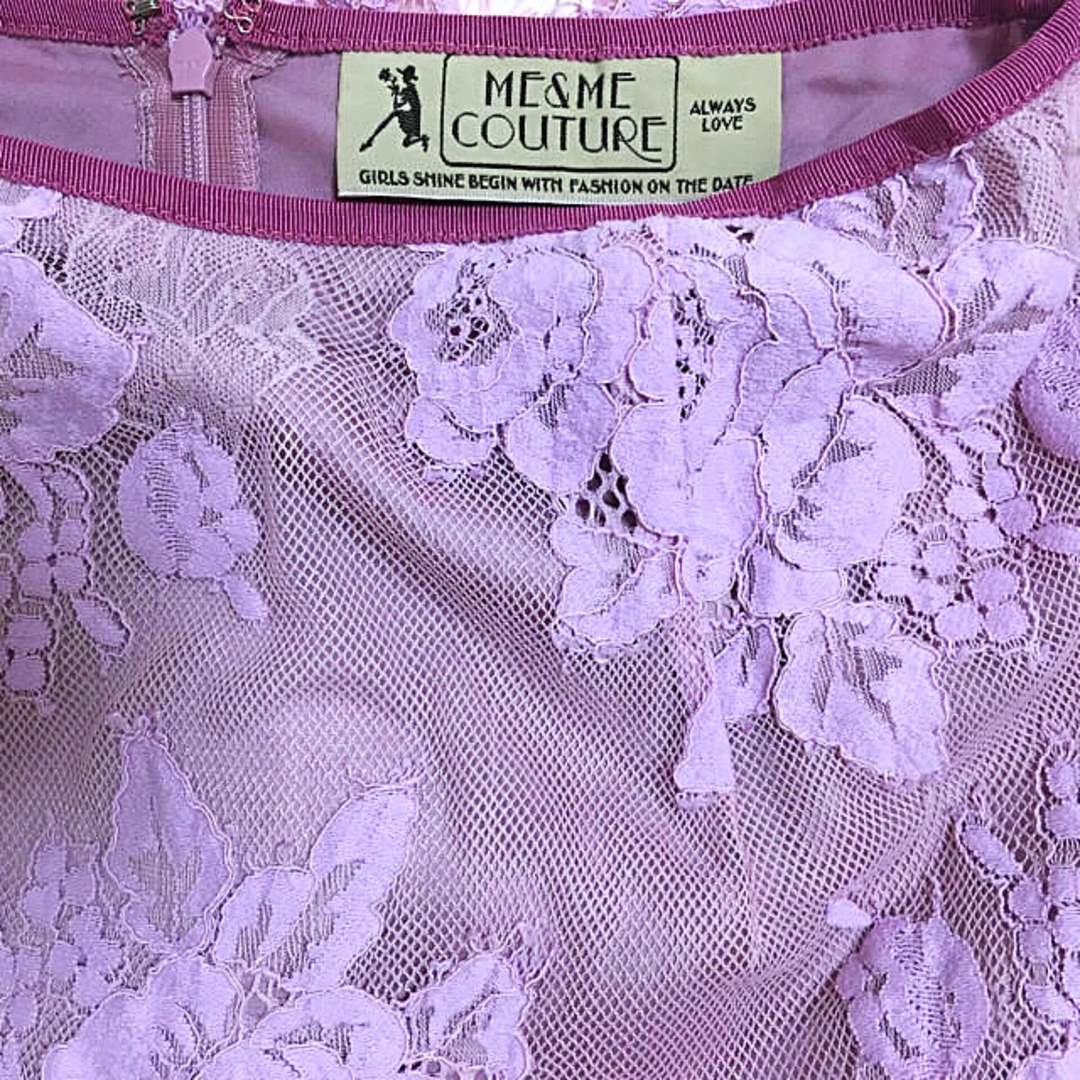 ME&ME
COUTURE
ALWAYS
LOVE
GIRLS SHINE BEGIN WITH FASHION ON THE DATE